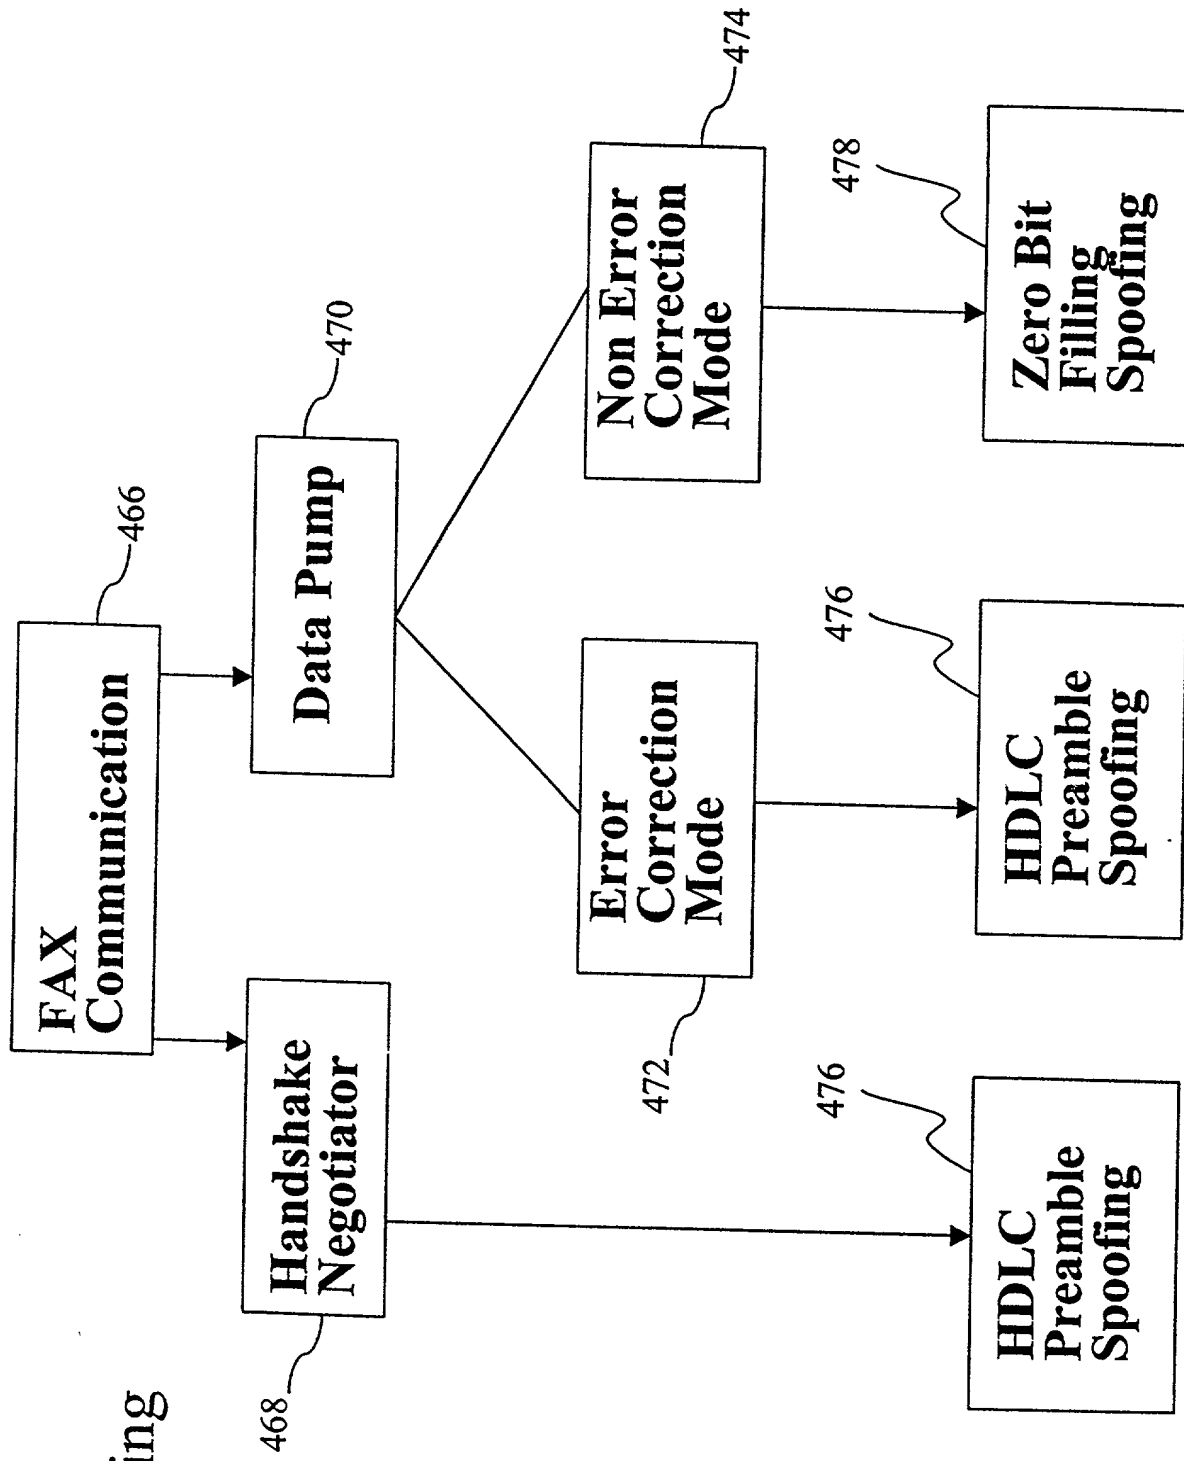 FAX
Communication
466
Handshake
Negotiator
468
Data Pump
470
Error
Correction
Mode
472
Non Error
Correction
Mode
474
HDLC
Preamble
Spoofing
476
HDLC
Preamble
Spoofing
476
Zero Bit
Filling
Spoofing
478